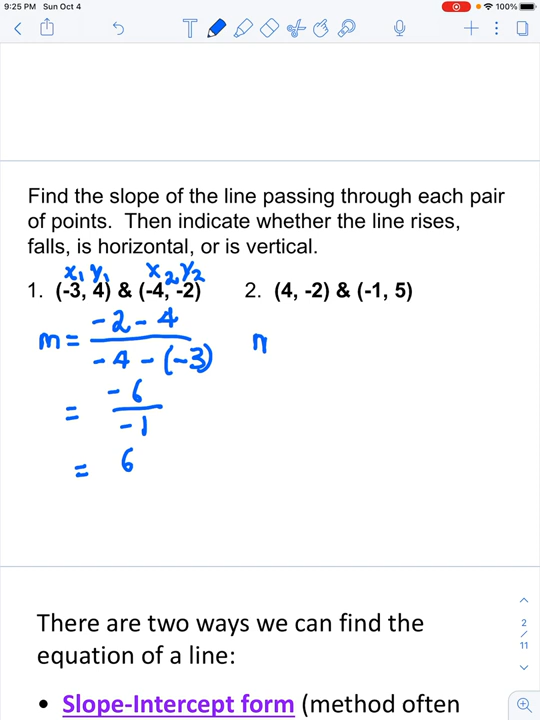 9:25 PM Sun Oct 4 100%
Find the slope of the line passing through each pair
of points. Then indicate whether the line rises,
falls, is horizontal, or is vertical.
x₁ y₁ x₂ y₂
1. (-3, 4) & (-4, -2) 2. (4, -2) & (-1, 5)
m = -2 - 4 / -4 - (-3)
= -6 / -1
= 6
2
/
11
There are two ways we can find the
equation of a line:
• Slope-Intercept form (method often